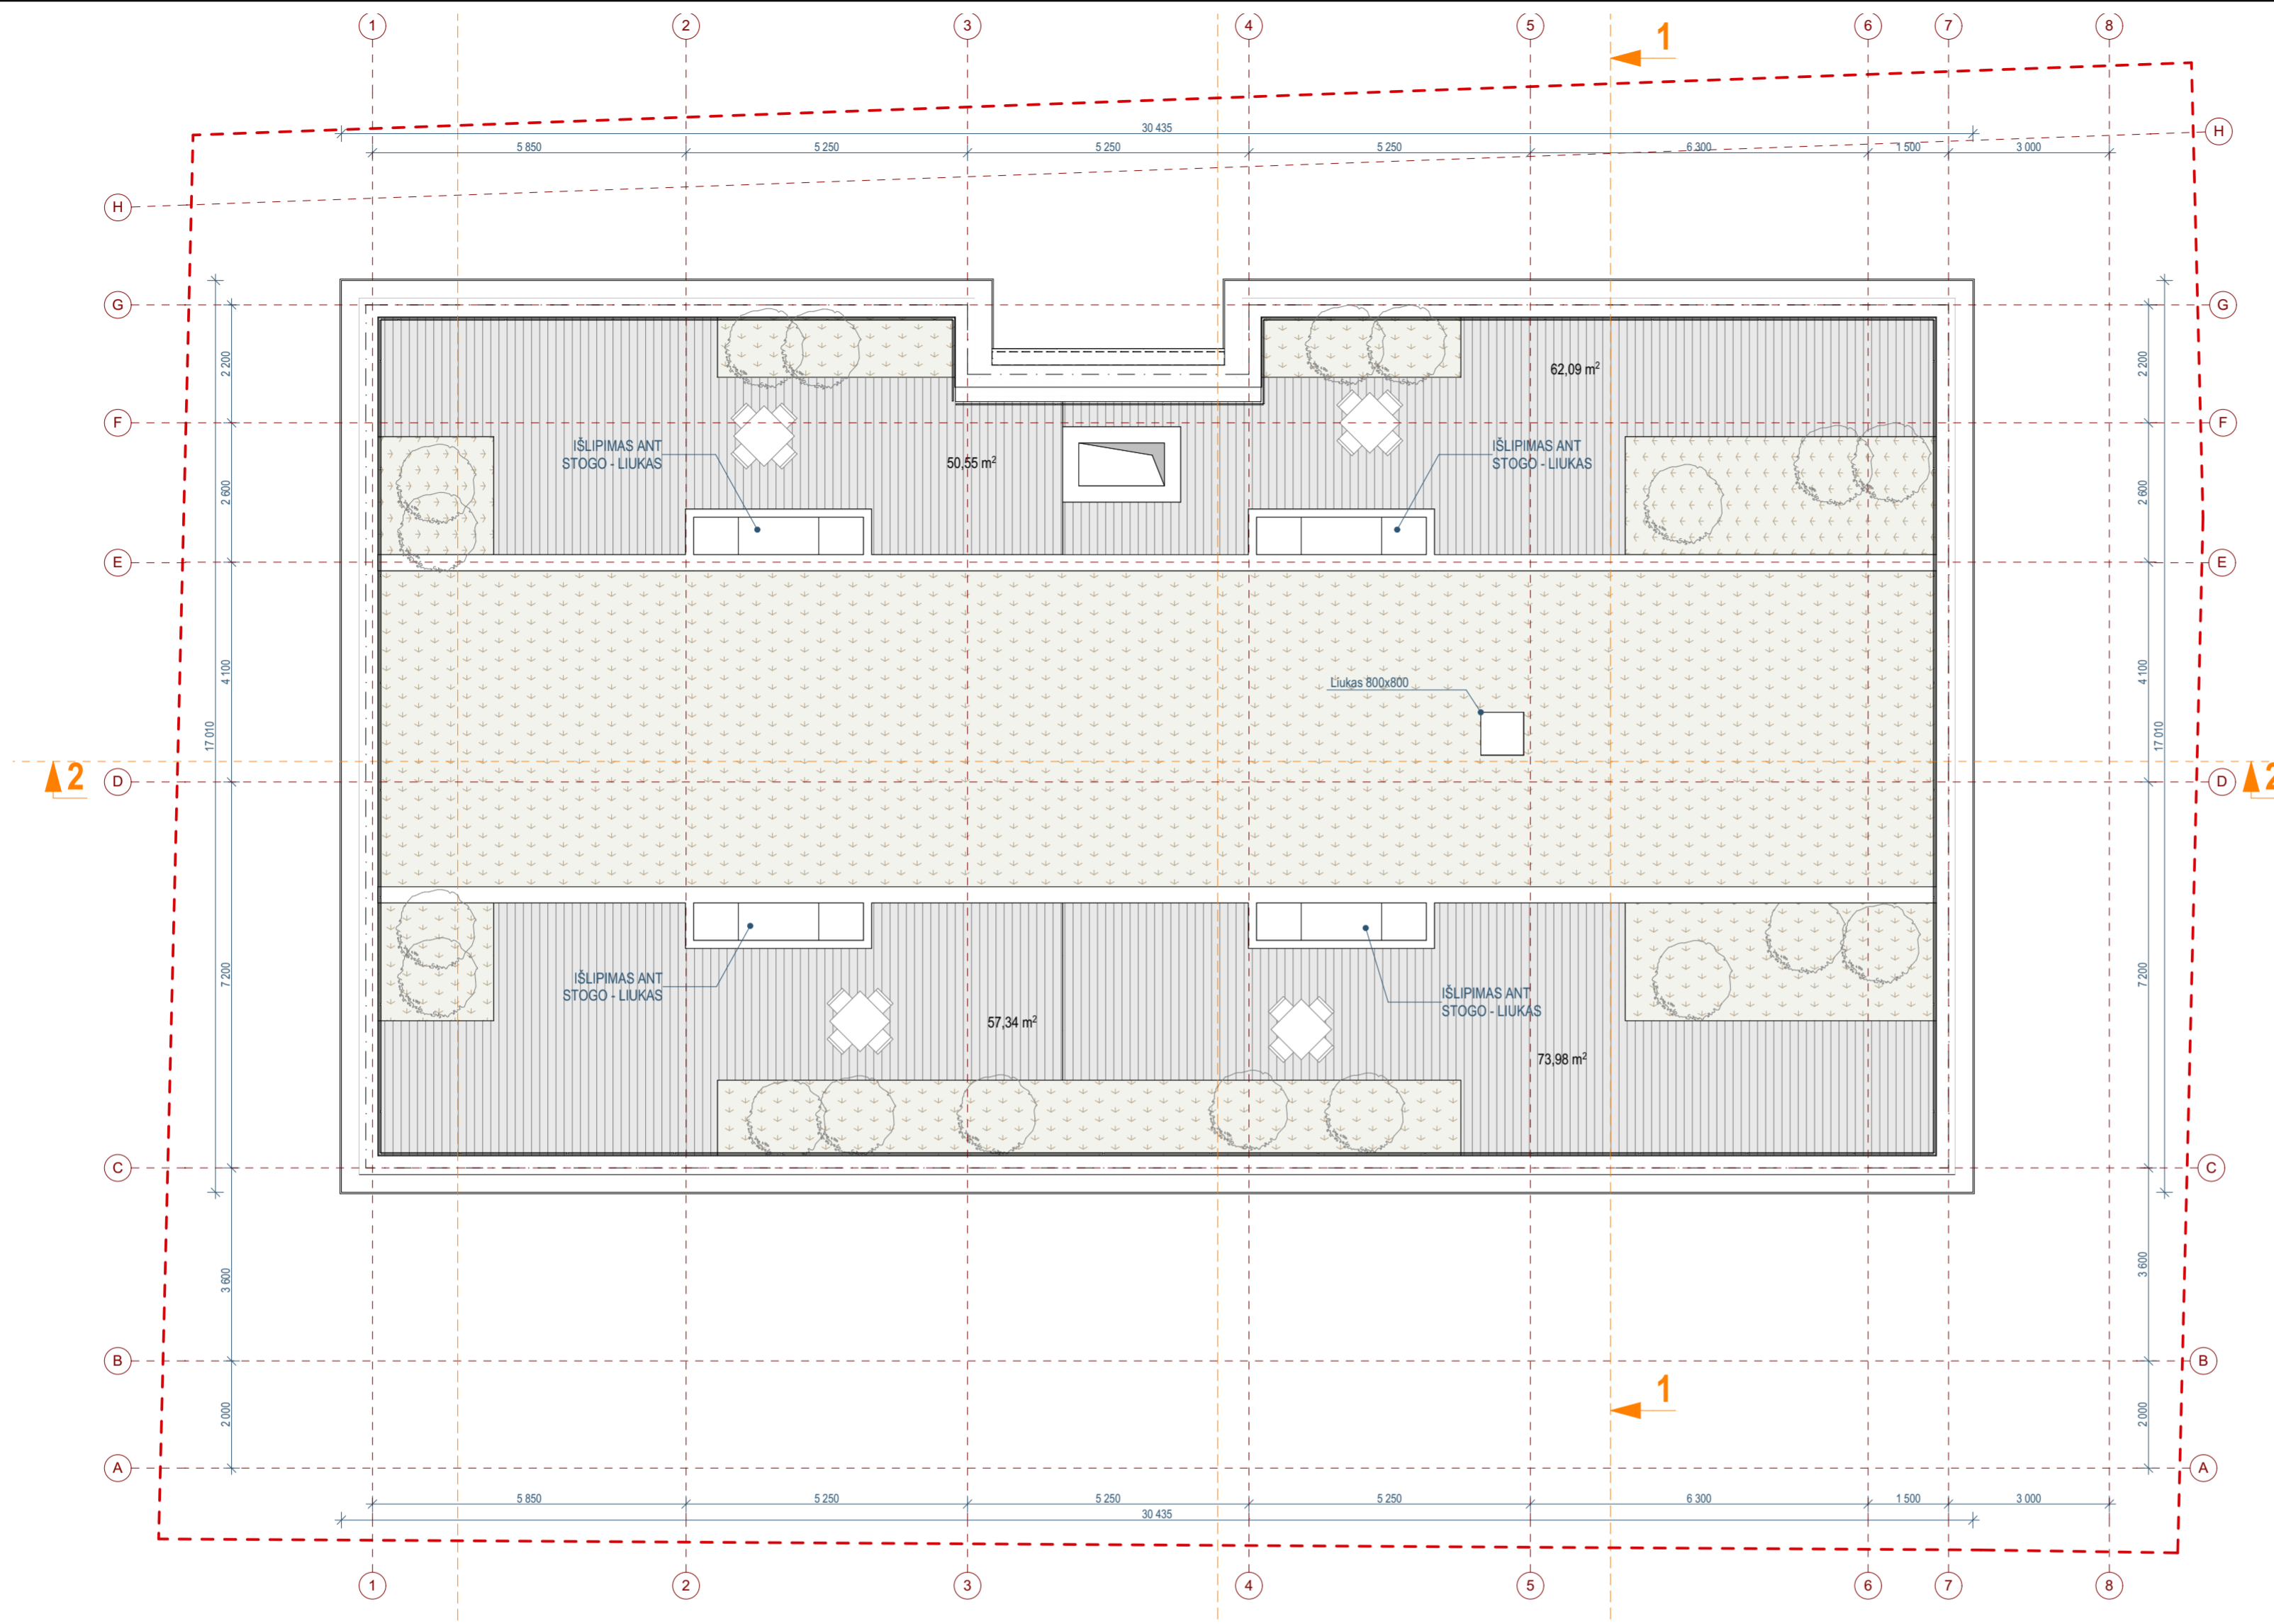 1 2 3 4 5 6 7 8
1
H
30 435
5 850 5 250 5 250 5 250 6 300 1 500 3 000
H
G G
2 200 2 200
62,09 m²
F F
IŠLIPIMAS ANT
STOGO - LIUKAS
50,55 m²
IŠLIPIMAS ANT
STOGO - LIUKAS
2 600 2 600
E E
4 100 4 100
Liukas 800x800
17 010 17 010
2 2
D D
7 200 7 200
IŠLIPIMAS ANT
STOGO - LIUKAS
IŠLIPIMAS ANT
STOGO - LIUKAS
57,34 m²
73,98 m²
C C
3 600 3 600
B B
1
2 000 2 000
A A
5 850 5 250 5 250 5 250 6 300 1 500 3 000
30 435
1 2 3 4 5 6 7 8